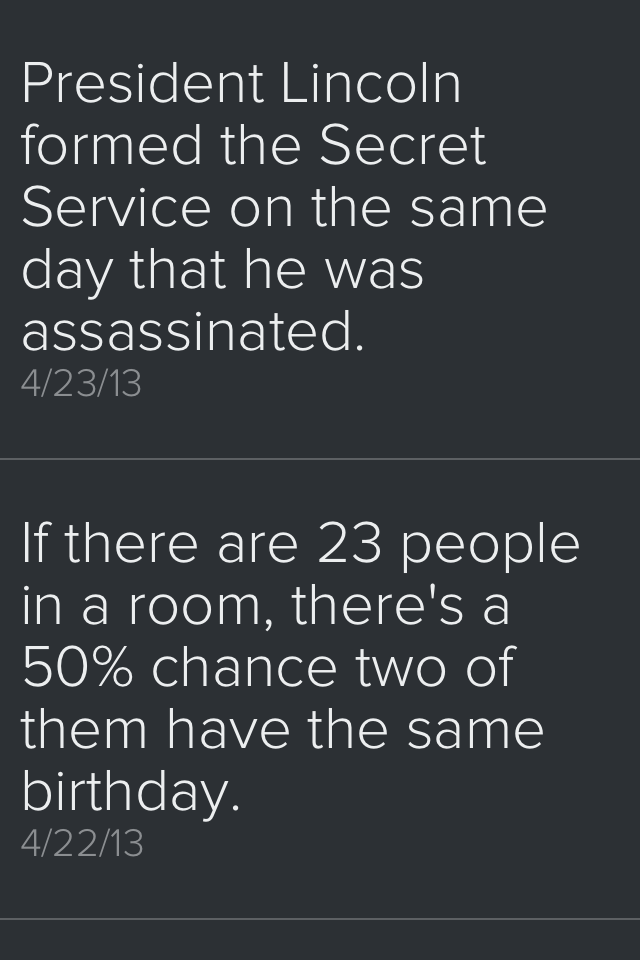 President Lincoln
formed the Secret
Service on the same
day that he was
assassinated.
4/23/13
If there are 23 people
in a room, there's a
50% chance two of
them have the same
birthday.
4/22/13